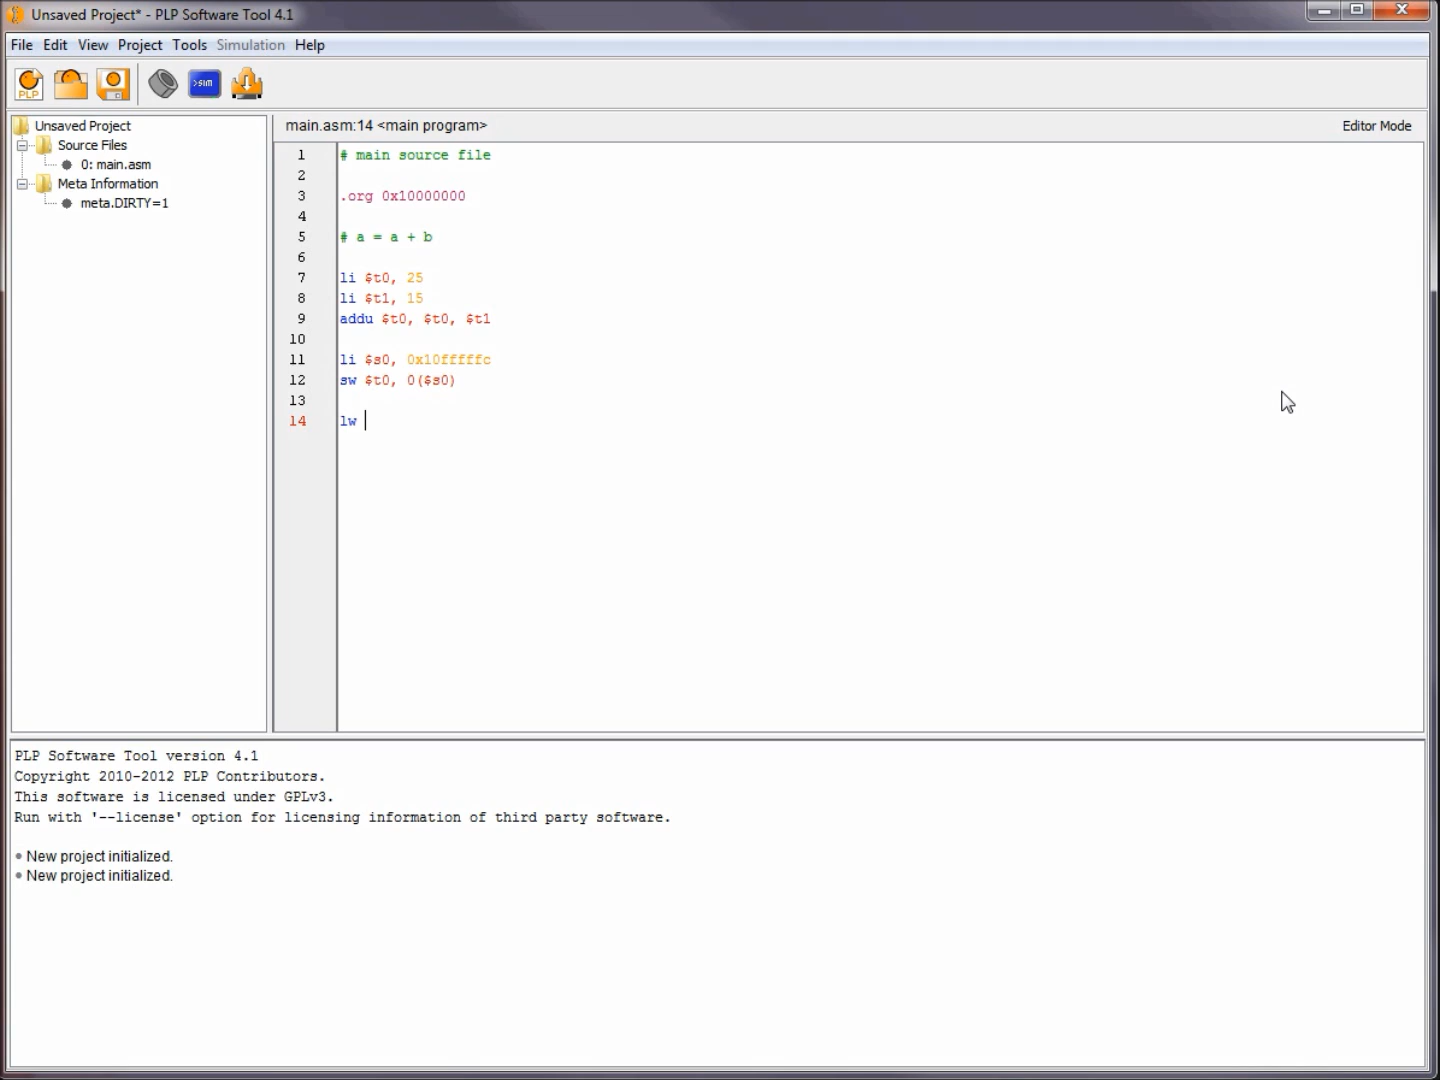 Unsaved Project* - PLP Software Tool 4.1
File Edit View Project Tools Simulation Help
PLP
>sim
Unsaved Project
Source Files
0: main.asm
Meta Information
meta.DIRTY=1
main.asm:14 <main program>
Editor Mode
1 # main source file
2
3 .org 0x10000000
4
5 # a = a + b
6
7 li $t0, 25
8 li $t1, 15
9 addu $t0, $t0, $t1
10
11 li $s0, 0x10fffffc
12 sw $t0, 0($s0)
13
14 lw
PLP Software Tool version 4.1
Copyright 2010-2012 PLP Contributors.
This software is licensed under GPLv3.
Run with '--license' option for licensing information of third party software.
• New project initialized.
• New project initialized.